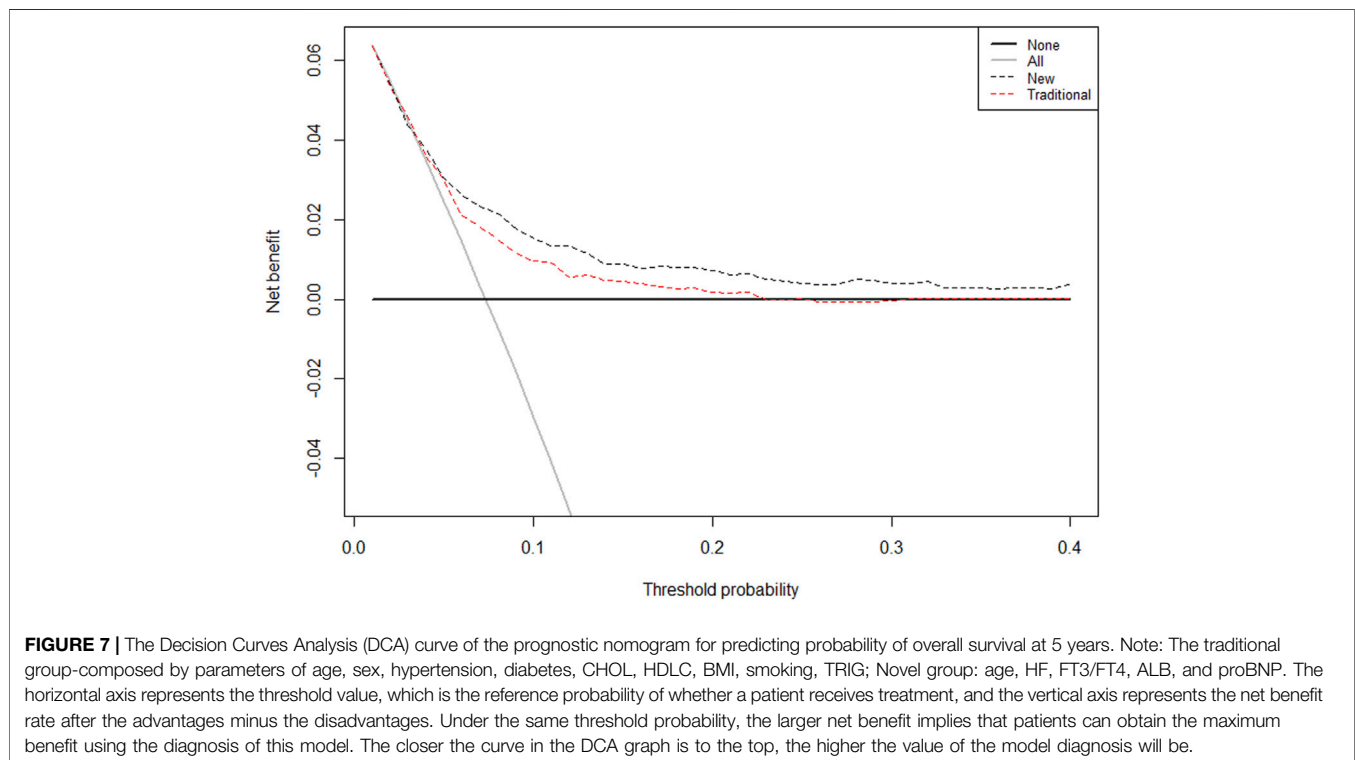 None
All
New
Traditional
0.06
0.04
0.02
0.00
-0.02
-0.04
Net benefit
0.0
0.1
0.2
0.3
0.4
Threshold probability
FIGURE 7 | The Decision Curves Analysis (DCA) curve of the prognostic nomogram for predicting probability of overall survival at 5 years. Note: The traditional
group-composed by parameters of age, sex, hypertension, diabetes, CHOL, HDLC, BMI, smoking, TRIG; Novel group: age, HF, FT3/FT4, ALB, and proBNP. The
horizontal axis represents the threshold value, which is the reference probability of whether a patient receives treatment, and the vertical axis represents the net benefit
rate after the advantages minus the disadvantages. Under the same threshold probability, the larger net benefit implies that patients can obtain the maximum
benefit using the diagnosis of this model. The closer the curve in the DCA graph is to the top, the higher the value of the model diagnosis will be.